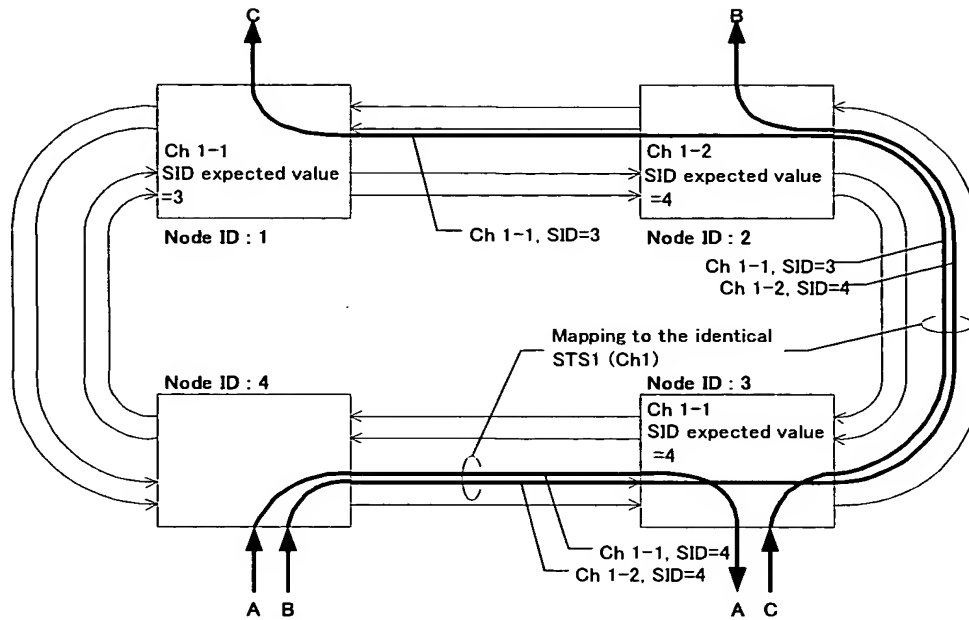 C
B
Ch 1-1
SID expected value
=3
Ch 1-2
SID expected value
=4
Node ID : 1
Ch 1-1, SID=3
Node ID : 2
Ch 1-1, SID=3
Ch 1-2, SID=4
Mapping to the identical
STS1 (Ch1)
Node ID : 4
Node ID : 3
Ch 1-1
SID expected value
=4
Ch 1-1, SID=4
Ch 1-2, SID=4
A
B
A
C